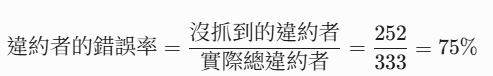 違約者的錯誤率 = 沒抓到的違約者 / 實際總違約者 = 252 / 333 = 75%